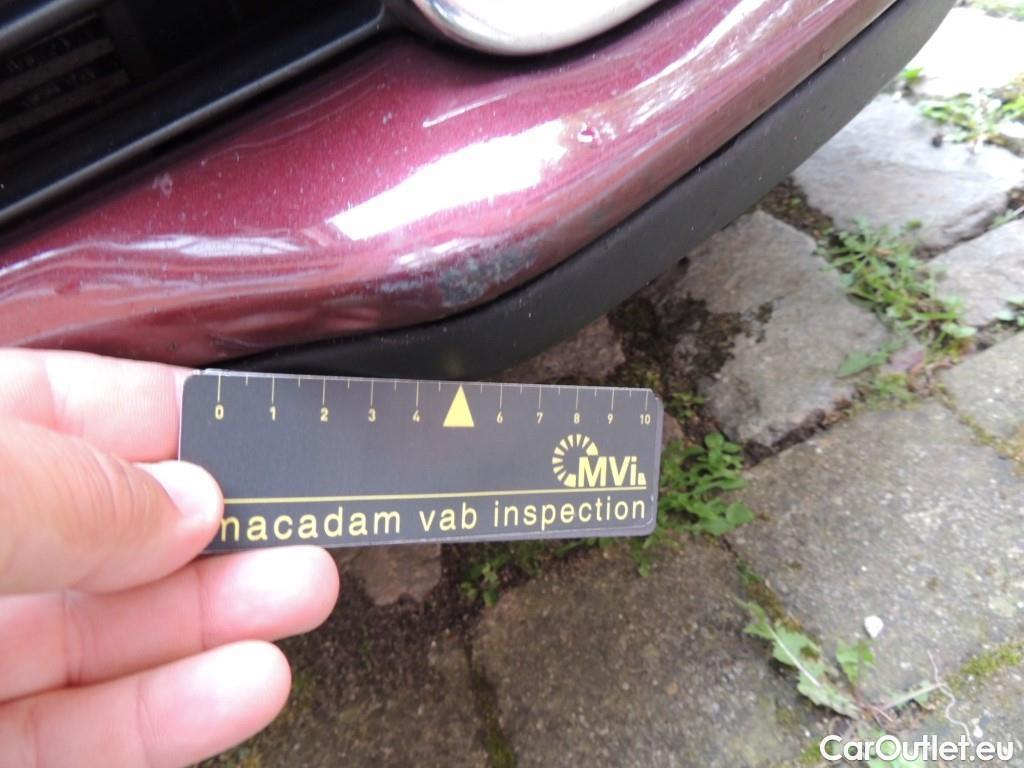 0 1 2 3 4 6 7 8 9 10
MVi
macadam vab inspection
CarOutlet.eu